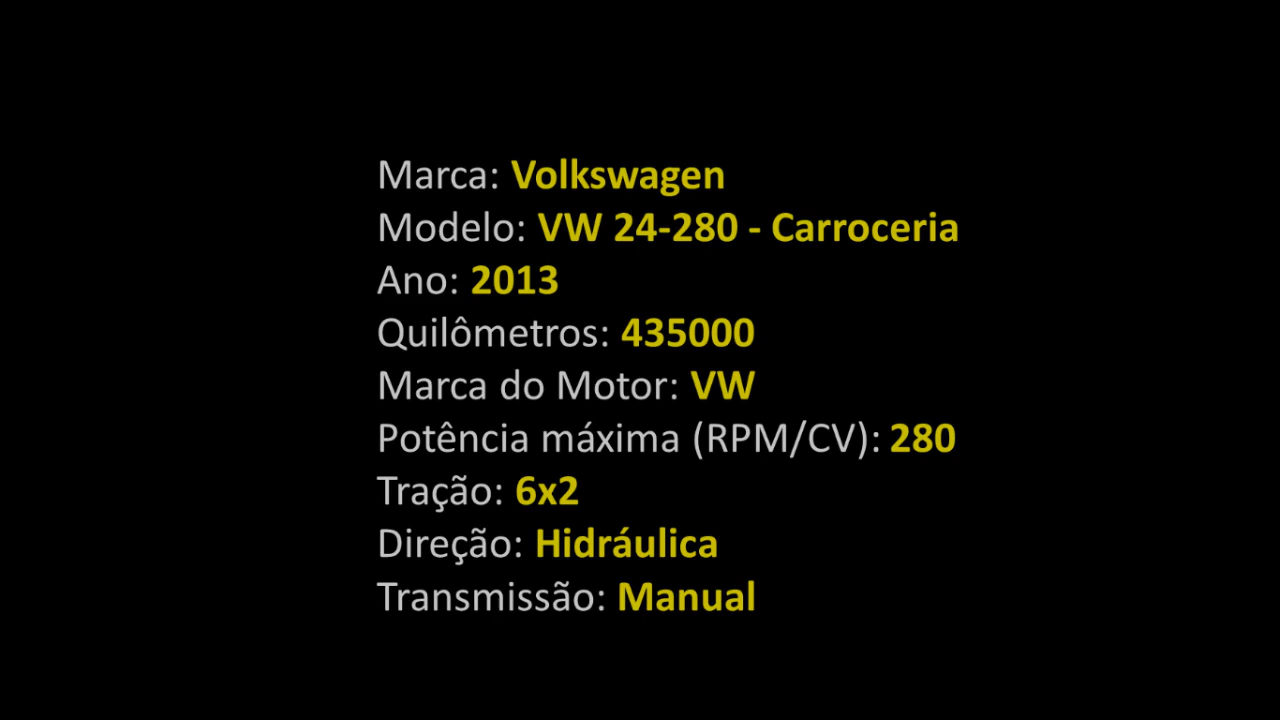 Marca: Volkswagen
Modelo: VW 24-280 - Carroceria
Ano: 2013
Quilômetros: 435000
Marca do Motor: VW
Potência máxima (RPM/CV): 280
Tração: 6x2
Direção: Hidráulica
Transmissão: Manual